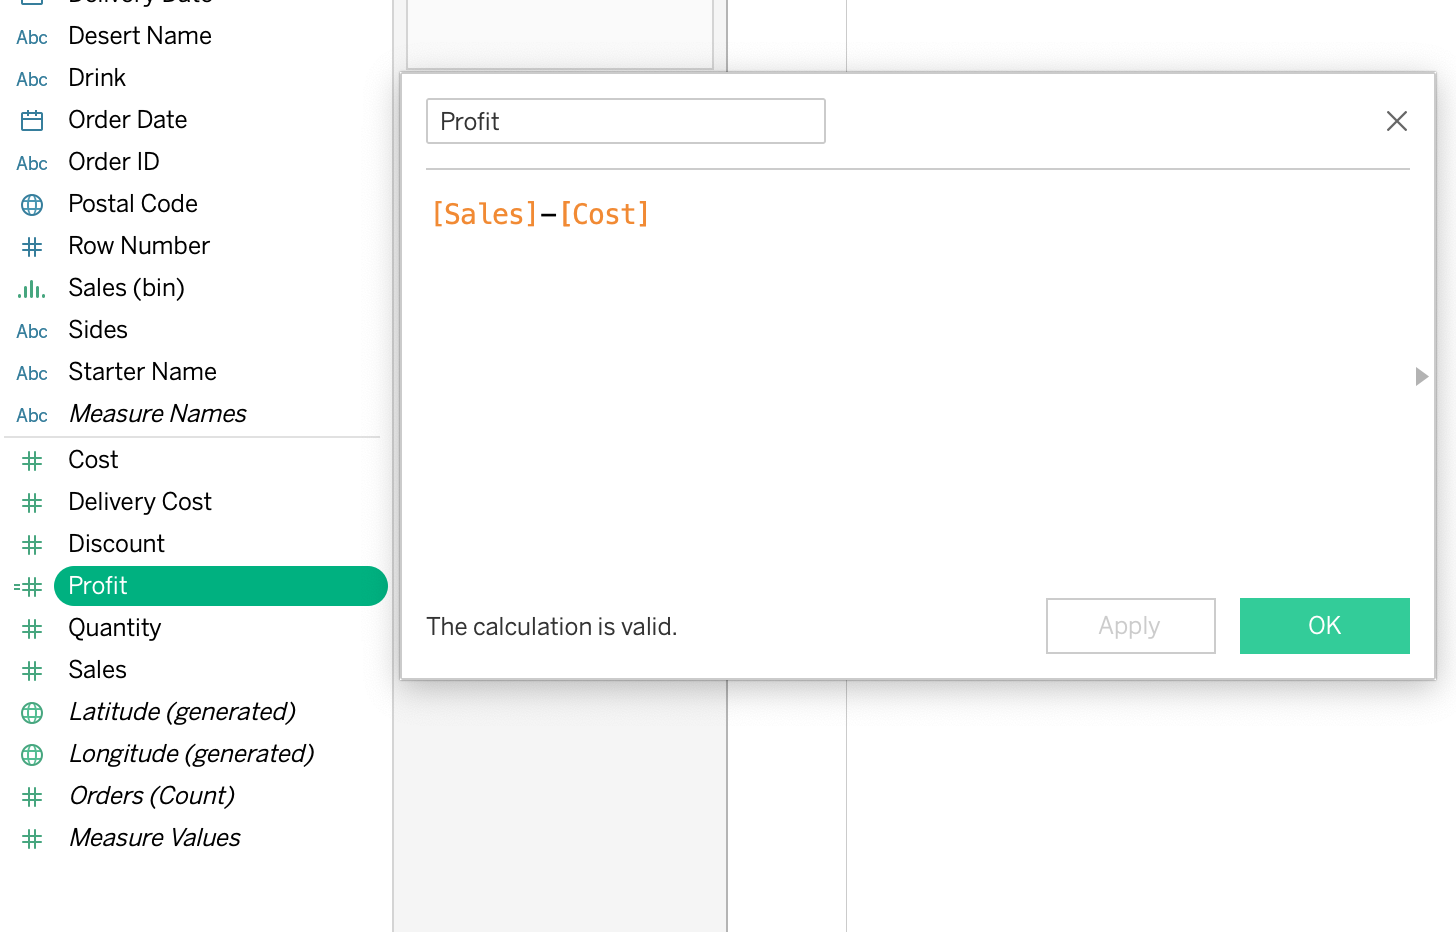 Delivery Date
Abc Desert Name
Abc Drink
Order Date
Abc Order ID
Postal Code
Row Number
Sales (bin)
Abc Sides
Abc Starter Name
Abc Measure Names
Cost
Delivery Cost
Discount
Profit
Quantity
Sales
Latitude (generated)
Longitude (generated)
Orders (Count)
Measure Values
Profit
[Sales]-[Cost]
The calculation is valid.
Apply
OK